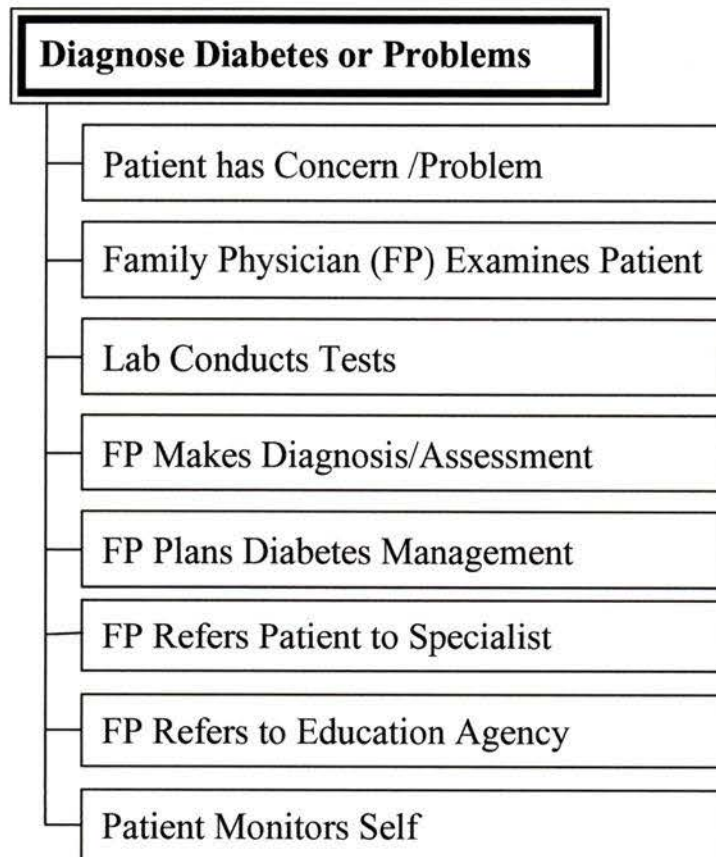 Diagnose Diabetes or Problems
Patient has Concern /Problem
Family Physician (FP) Examines Patient
Lab Conducts Tests
FP Makes Diagnosis/Assessment
FP Plans Diabetes Management
FP Refers Patient to Specialist
FP Refers to Education Agency
Patient Monitors Self